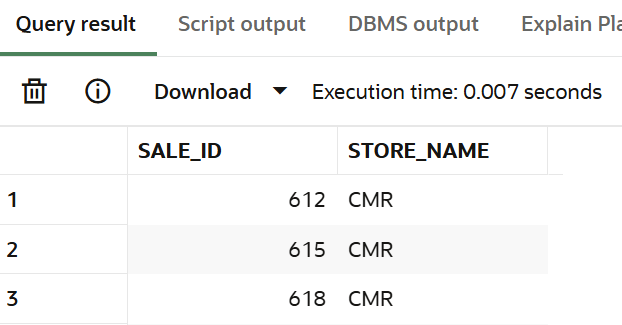 Query result Script output DBMS output Explain Pla
Download Execution time: 0.007 seconds
SALE_ID STORE_NAME
1 612 CMR
2 615 CMR
3 618 CMR